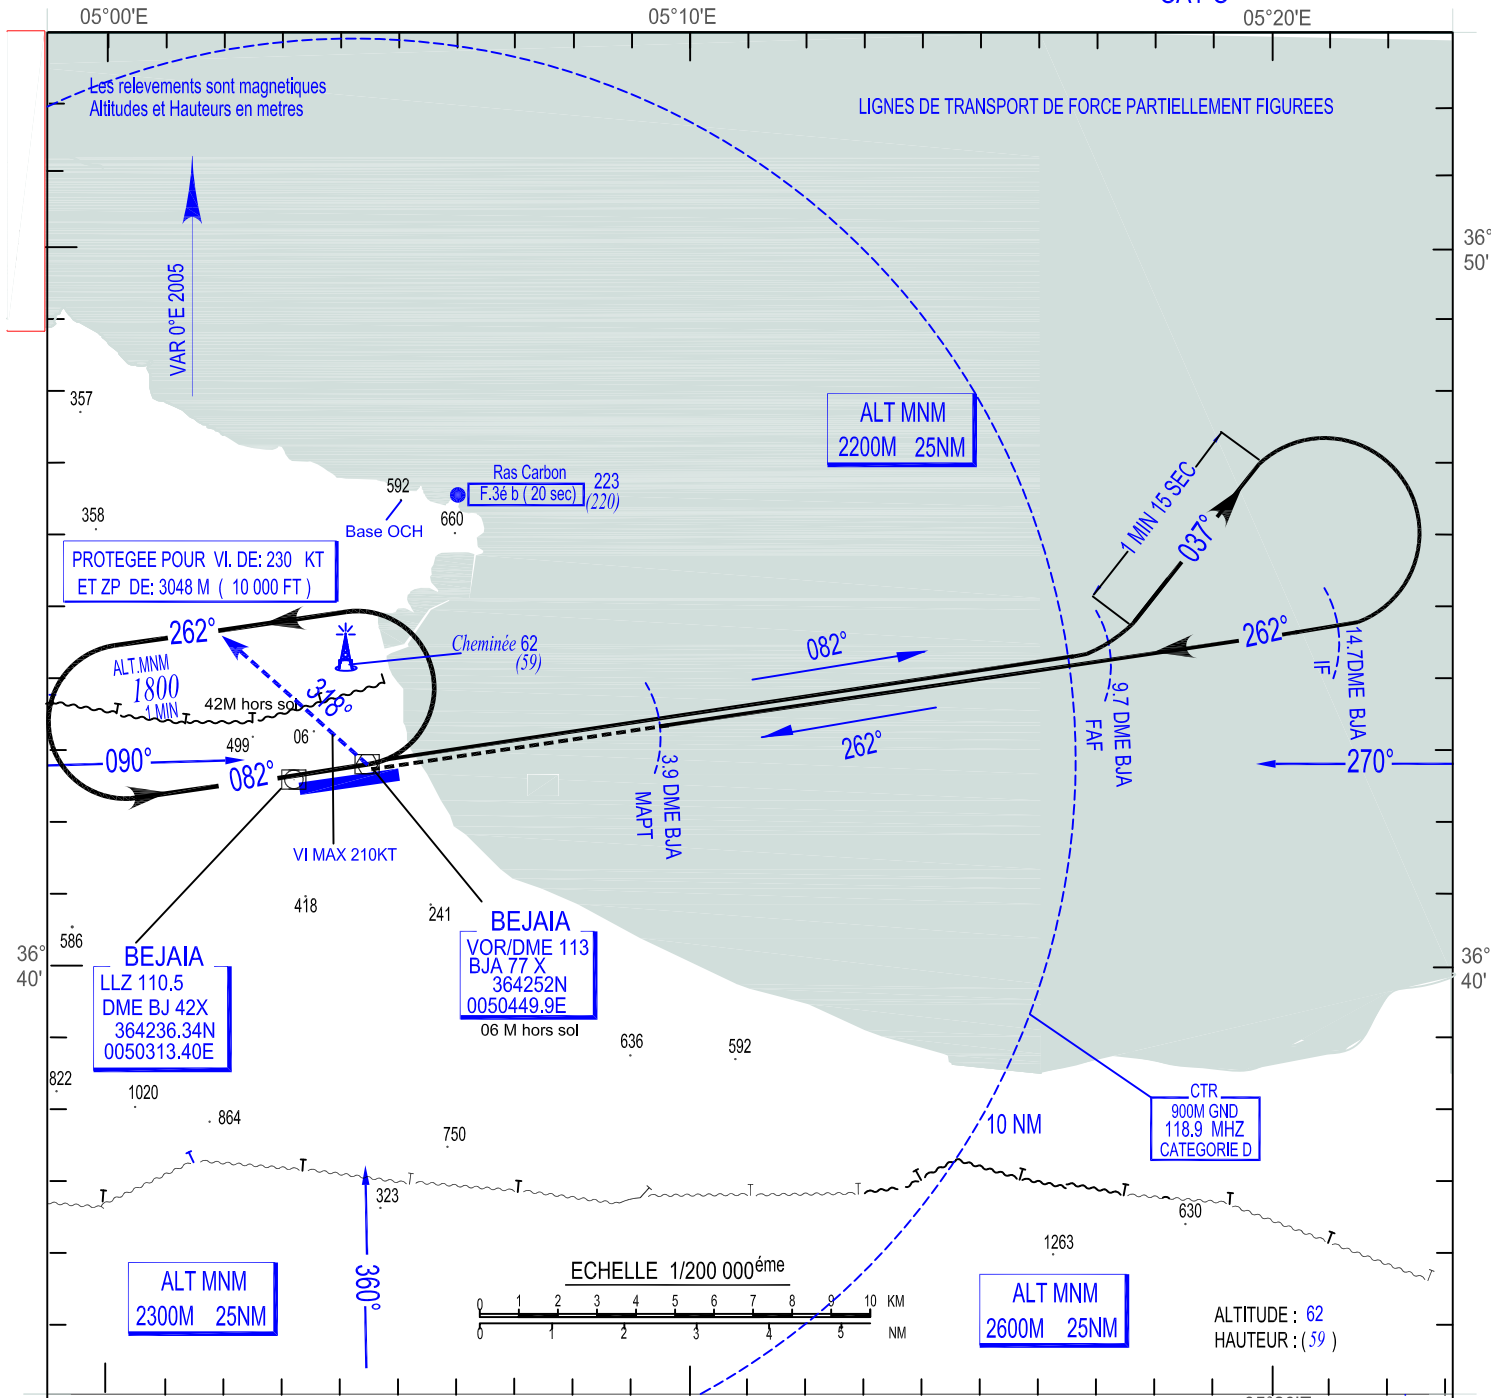 05°00'E
05°10'E
05°20'E
Les relevements sont magnetiques
Altitudes et Hauteurs en metres
LIGNES DE TRANSPORT DE FORCE PARTIELLEMENT FIGUREES
VAR 0°E 2005
36°
50'
357
ALT MNM
2200M 25NM
Ras Carbon
F.3é b ( 20 sec)
223
(220)
592
Base OCH
660
358
1 MIN 15 SEC
037°
PROTEGEE POUR VI. DE: 230 KT
ET ZP DE: 3048 M ( 10 000 FT )
262°
Cheminée 62
(59)
ALT.MNM
1800
1 MIN
42M hors sol
318°
499
06
090°
082°
082°
262°
262°
14.7DME BJA
IF
9.7 DME BJA
FAF
3.9 DME BJA
MAPT
270°
VI MAX 210KT
418
241
586
36°
40'
36°
40'
BEJAIA
LLZ 110.5
DME BJ 42X
364236.34N
0050313.40E
BEJAIA
VOR/DME 113
BJA 77 X
364252N
0050449.9E
06 M hors sol
636
592
822
1020
864
750
323
10 NM
CTR
900M GND
118.9 MHZ
CATEGORIE D
630
1263
360°
ALT MNM
2300M 25NM
ECHELLE 1/200 000éme
0 1 2 3 4 5 6 7 8 9 10 KM
0 1 2 3 4 5 NM
ALT MNM
2600M 25NM
ALTITUDE : 62
HAUTEUR : (59 )